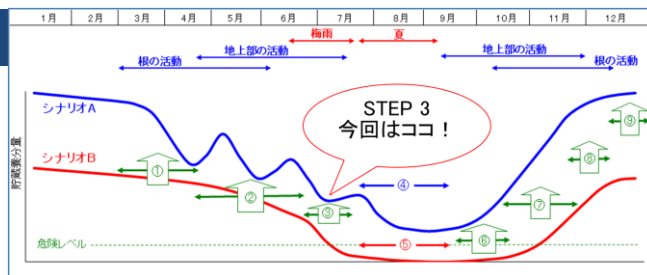 1月 2月 3月 4月 5月 6月 7月 8月 9月 10月 11月 12月
梅雨 夏
地上部の活動 地上部の活動
根の活動 根の活動
シナリオA
STEP 3
今回はココ！
シナリオB
貯蔵養分量
危険レベル
①
②
③
④
⑤
⑥
⑦
⑧
⑨